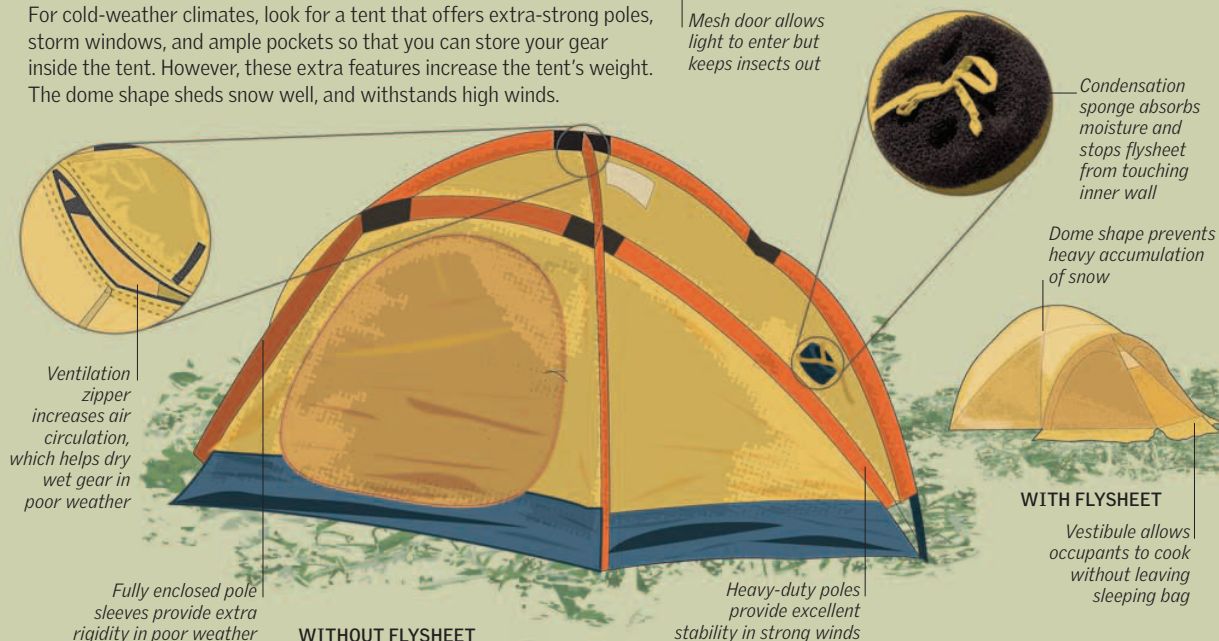 For cold-weather climates, look for a tent that offers extra-strong poles,
storm windows, and ample pockets so that you can store your gear
inside the tent. However, these extra features increase the tent's weight.
The dome shape sheds snow well, and withstands high winds.
Mesh door allows
light to enter but
keeps insects out
Condensation
sponge absorbs
moisture and
stops flysheet
from touching
inner wall
Dome shape prevents
heavy accumulation
of snow
Ventilation
zipper
increases air
circulation,
which helps dry
wet gear in
poor weather
WITH FLYSHEET
Vestibule allows
occupants to cook
without leaving
sleeping bag
Fully enclosed pole
sleeves provide extra
rigidity in poor weather
WITHOUT FLYSHEET
Heavy-duty poles
provide excellent
stability in strong winds